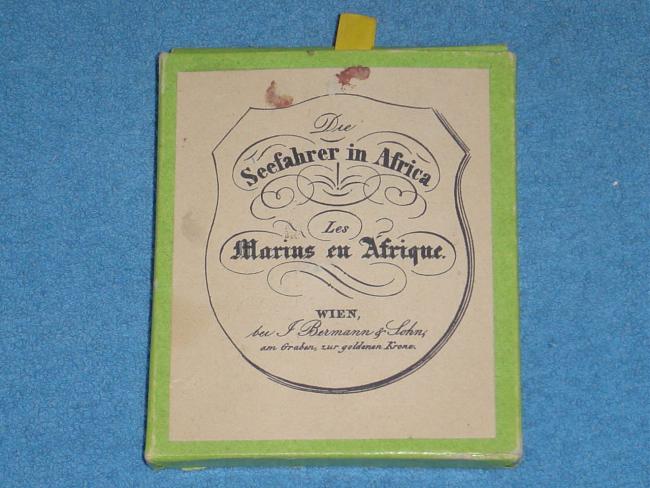 Die
Seefahrer in Africa
Les
Marins en Afrique.
WIEN,
bei J. Bermann & Sohn,
am Graben, zur goldenen Krone.